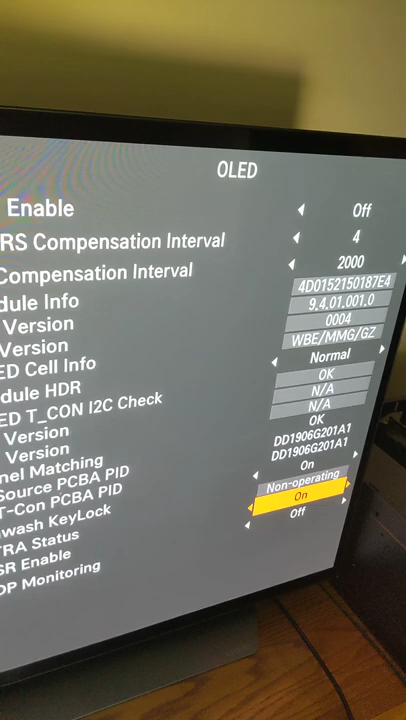 OLED
Enable Off
RS Compensation Interval 4
Compensation Interval 2000
dule Info 4D0152150187E4
Version 9,4,01,001,0
Version 0004
ED Cell Info WBE/MMG/GZ
dule HDR Normal
ED T_CON I2C Check OK
Version N/A
Version N/A
nel Matching OK
Source PCBA PID DD1906G201A1
T-Con PCBA PID DD1906G201A1
nwash KeyLock On
TRA Status Non-operating
SR Enable On
OP Monitoring Off